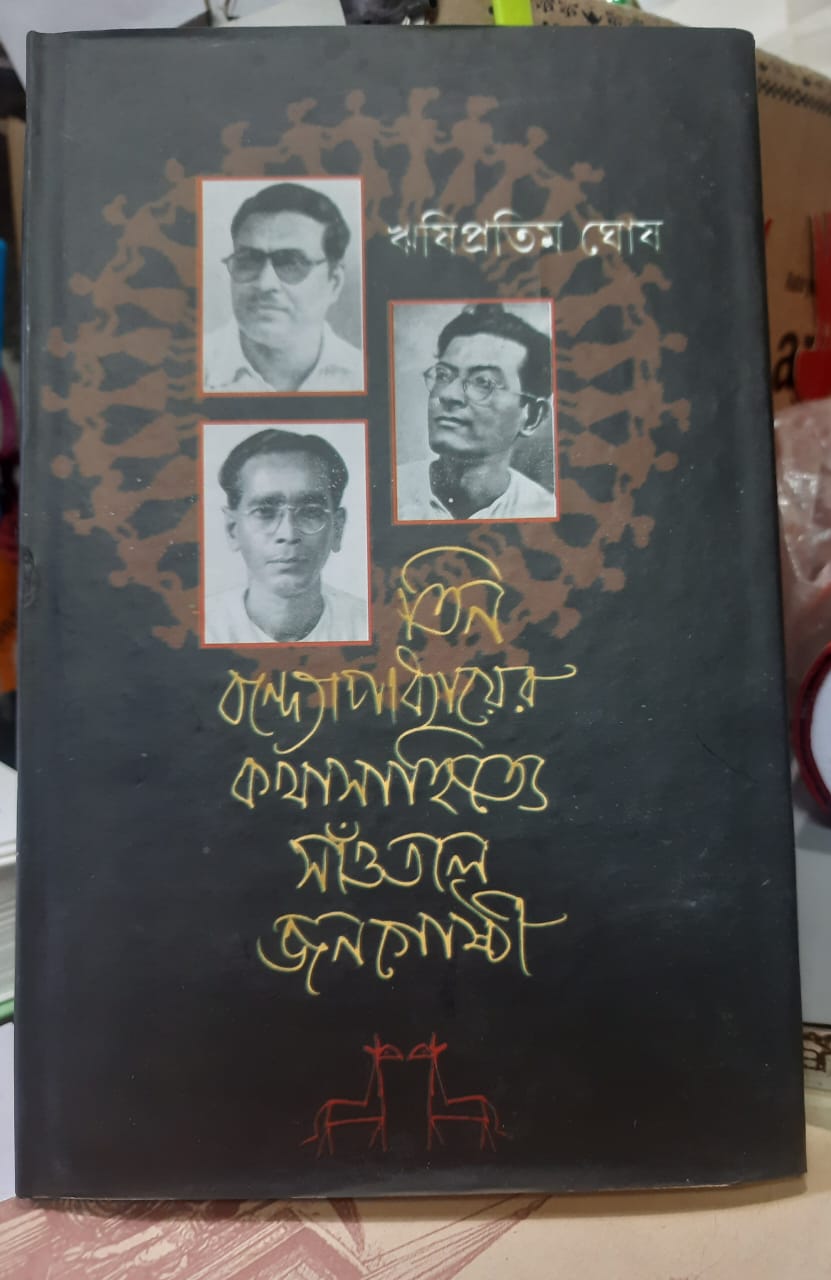 ঋষিপ্রতিম ঘোষ
তিন
বন্দ্যোপাধ্যায়ের
কথাসাহিত্যে
সাঁওতাল
জনগোষ্ঠী